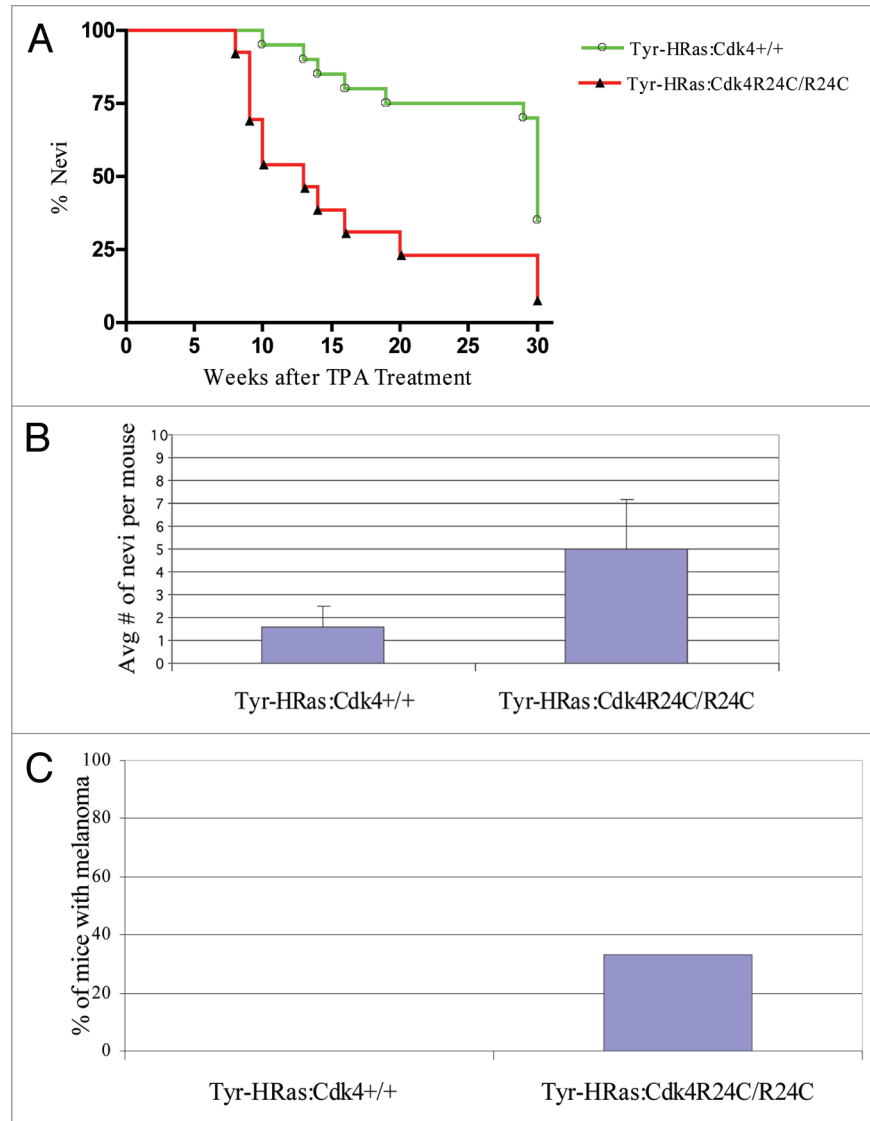 A
Tyr-HRas:Cdk4+/+
Tyr-HRas:Cdk4R24C/R24C
% Nevi
100
75
50
25
0
0 5 10 15 20 25 30
Weeks after TPA Treatment
B
Avg # of nevi per mouse
10
9
8
7
6
5
4
3
2
1
0
Tyr-HRas:Cdk4+/+ Tyr-HRas:Cdk4R24C/R24C
C
% of mice with melanoma
100
80
60
40
20
0
Tyr-HRas:Cdk4+/+ Tyr-HRas:Cdk4R24C/R24C